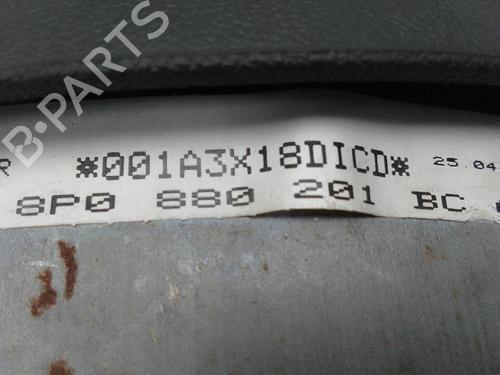 B-PARTS
R *001A3X18DICD* 25.04
8P0 880 201 BC